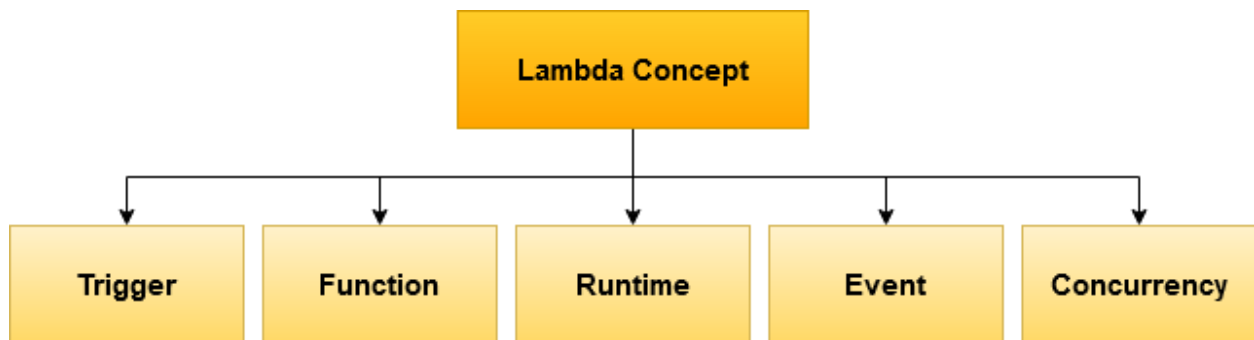 Lambda Concept
Trigger
Function
Runtime
Event
Concurrency